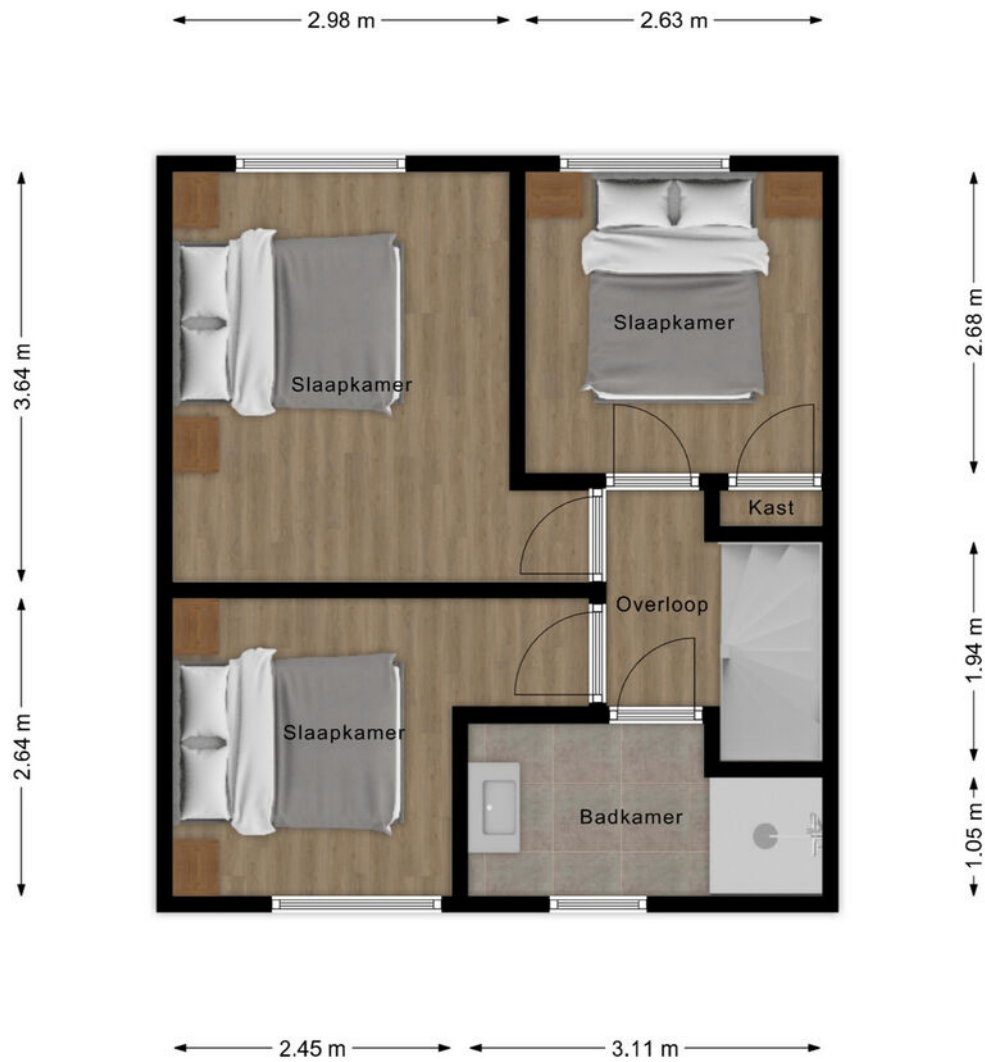 2.98 m
2.63 m
3.64 m
2.68 m
Slaapkamer
Slaapkamer
Kast
Overloop
1.94 m
2.64 m
Slaapkamer
Badkamer
1.05 m
2.45 m
3.11 m